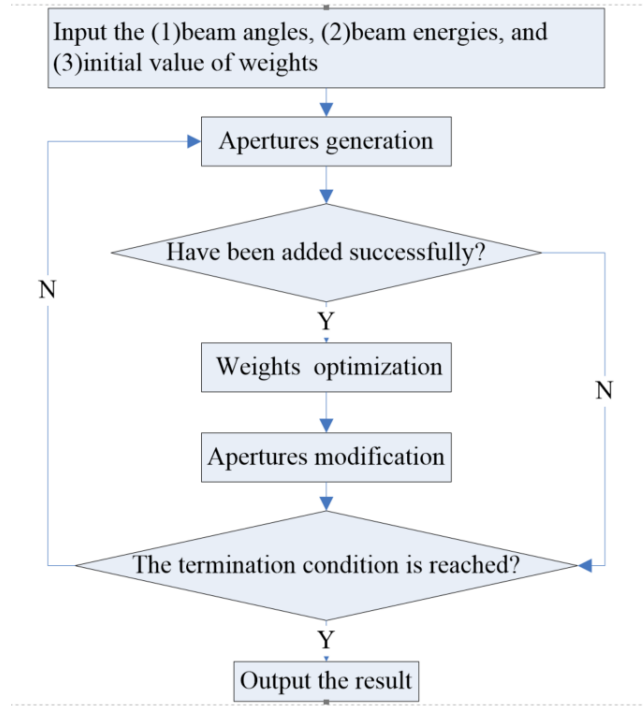 Input the (1)beam angles, (2)beam energies, and
(3)initial value of weights
Apertures generation
Have been added successfully?
N
Y
Weights optimization
N
Apertures modification
The termination condition is reached?
Y
Output the result